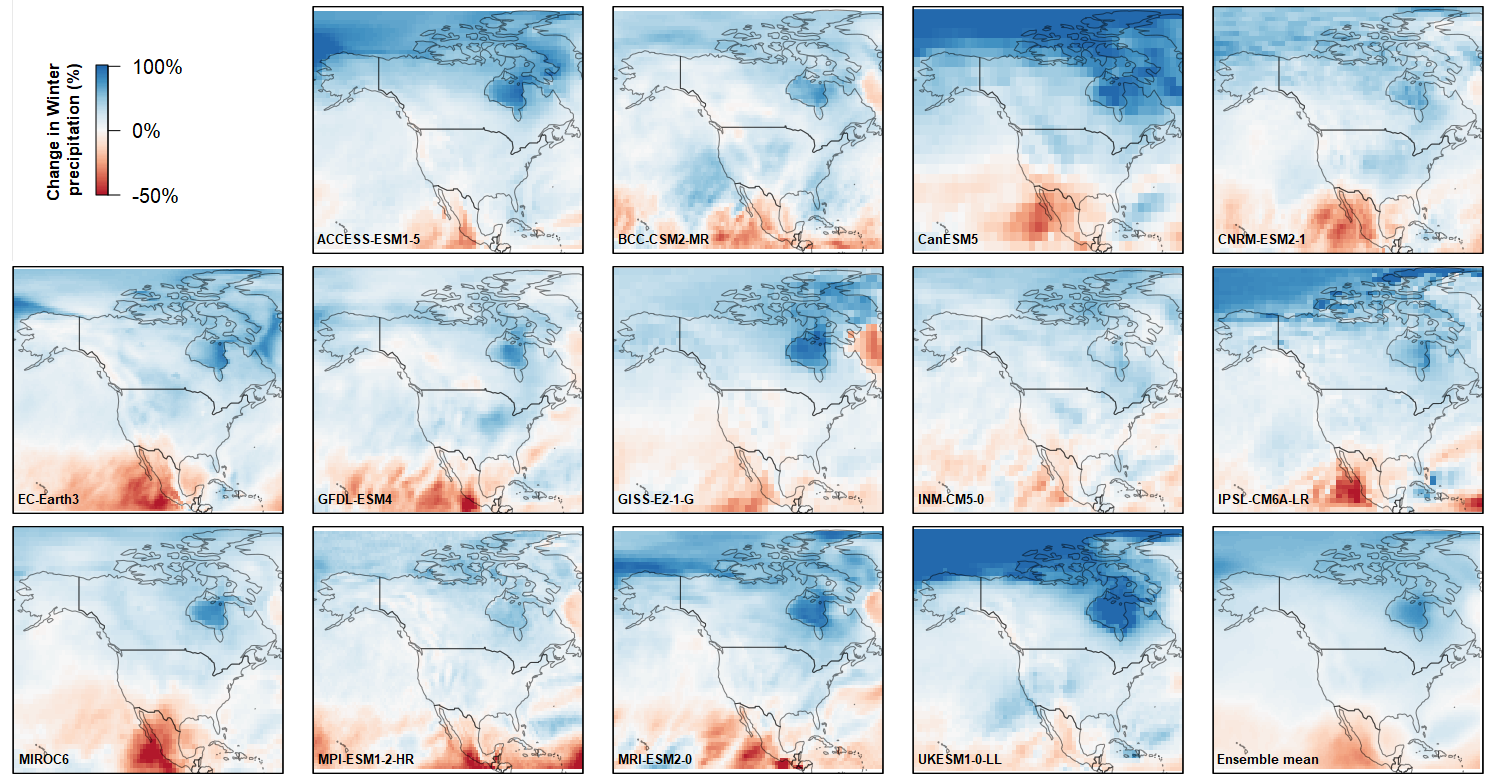 Change in Winter
precipitation (%)
100%
0%
-50%
ACCESS-ESM1-5
BCC-CSM2-MR
CanESM5
CNRM-ESM2-1
EC-Earth3
GFDL-ESM4
GISS-E2-1-G
INM-CM5-0
IPSL-CM6A-LR
MIROC6
MPI-ESM1-2-HR
MRI-ESM2-0
UKESM1-0-LL
Ensemble mean